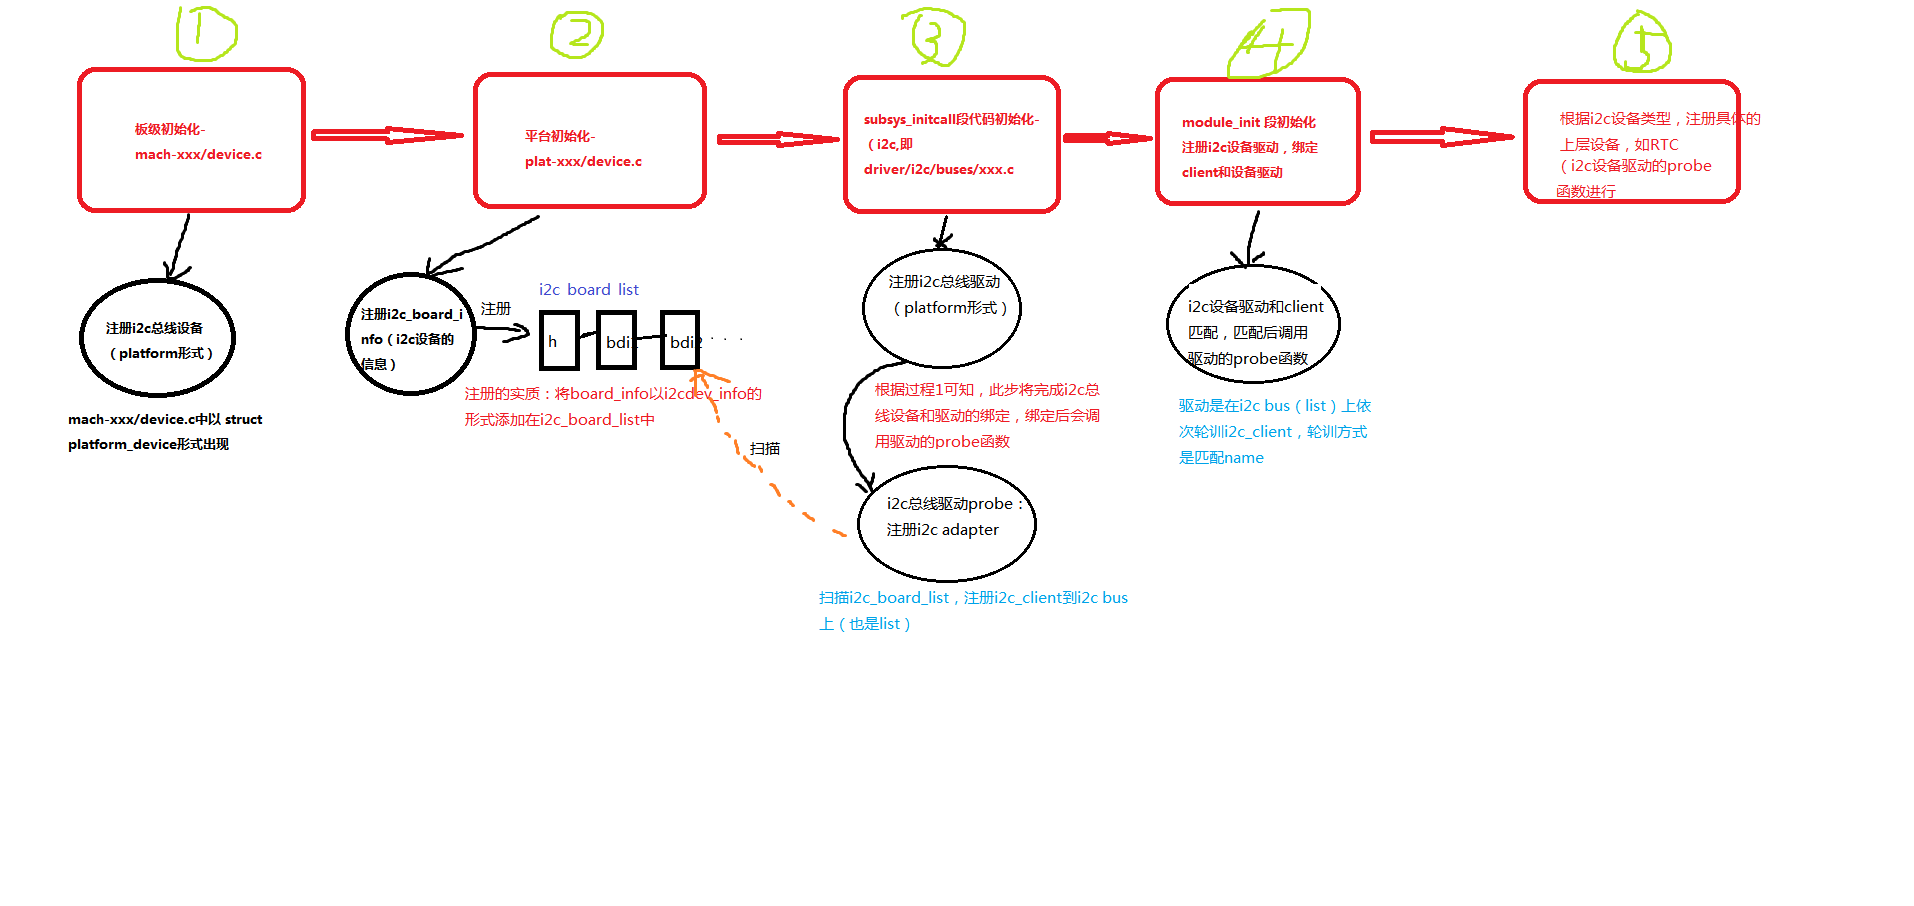 1
2
3
4
5
板级初始化-
mach-xxx/device.c
平台初始化-
plat-xxx/device.c
subsys_initcall段代码初始化-
（i2c,即
driver/i2c/buses/xxx.c
module_init 段初始化
注册i2c设备驱动，绑定
client和设备驱动
根据i2c设备类型，注册具体的
上层设备，如RTC
（i2c设备驱动的probe
函数进行
注册i2c总线设备
（platform形式）
mach-xxx/device.c中以 struct
platform_device形式出现
注册i2c_board_i
nfo（i2c设备的
信息）
注册
i2c_board_list
h
bdi1
bdi2
· · ·
注册的实质：将board_info以i2cdev_info的
形式添加在i2c_board_list中
扫描
注册i2c总线驱动
（platform形式）
根据过程1可知，此步将完成i2c总
线设备和驱动的绑定，绑定后会调
用驱动的probe函数
i2c总线驱动probe：
注册i2c adapter
扫描i2c_board_list，注册i2c_client到i2c bus
上（也是list）
i2c设备驱动和client
匹配，匹配后调用
驱动的probe函数
驱动是在i2c bus（list）上依
次轮训i2c_client，轮训方式
是匹配name